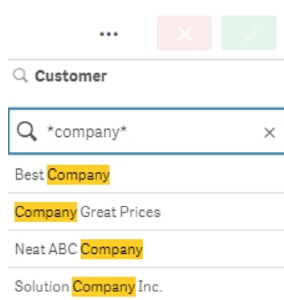 Customer
*company*
Best Company
Company Great Prices
Neat ABC Company
Solution Company Inc.